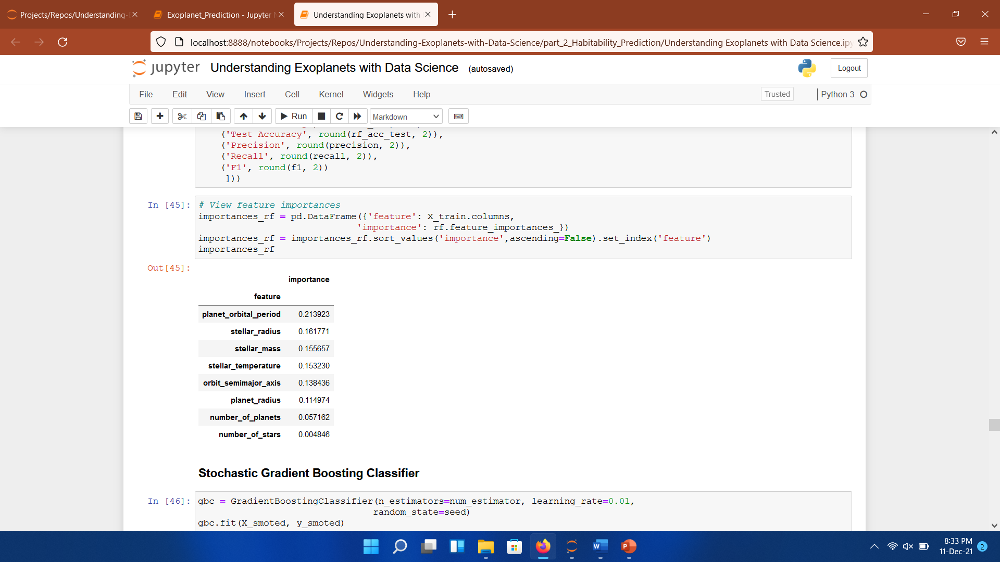 Projects/Repos/Understanding-
Exoplanet_Prediction - Jupyter
Understanding Exoplanets with
localhost:8888/notebooks/Projects/Repos/Understanding-Exoplanets-with-Data-Science/part_2_Habitability_Prediction/Understanding Exoplanets with Data Science.ipy
jupyter Understanding Exoplanets with Data Science (autosaved)
Logout
File Edit View Insert Cell Kernel Widgets Help
Trusted
Python 3
Run
Markdown
('Test Accuracy', round(rf_acc_test, 2)),
('Precision', round(precision, 2)),
('Recall', round(recall, 2)),
('F1', round(f1, 2))
]))
In [45]:
# View feature importances
importances_rf = pd.DataFrame({'feature': X_train.columns,
'importance': rf.feature_importances_})
importances_rf = importances_rf.sort_values('importance',ascending=False).set_index('feature')
importances_rf
Out[45]:
importance
feature
planet_orbital_period 0.213923
stellar_radius 0.161771
stellar_mass 0.155657
stellar_temperature 0.153230
orbit_semimajor_axis 0.138436
planet_radius 0.114974
number_of_planets 0.057162
number_of_stars 0.004846
Stochastic Gradient Boosting Classifier
In [46]:
gbc = GradientBoostingClassifier(n_estimators=num_estimator, learning_rate=0.01,
random_state=seed)
gbc.fit(X_smoted, y_smoted)
8:33 PM
11-Dec-21
2